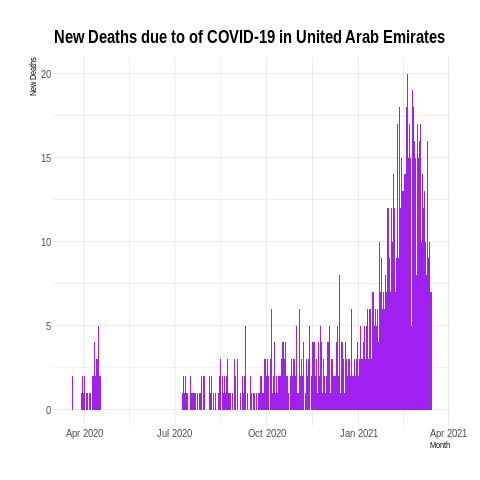 New Deaths due to of COVID-19 in United Arab Emirates
New Deaths
20
15
10
5
0
Apr 2020
Jul 2020
Oct 2020
Jan 2021
Apr 2021
Month